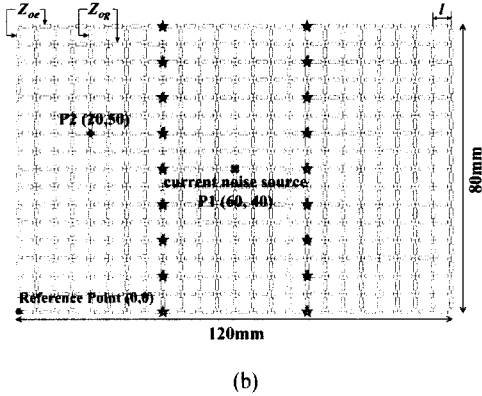 Zoe Zog l
P2 (20,50)
current noise source
P1 (60, 40)
80mm
Reference Point (0,0)
120mm
(b)